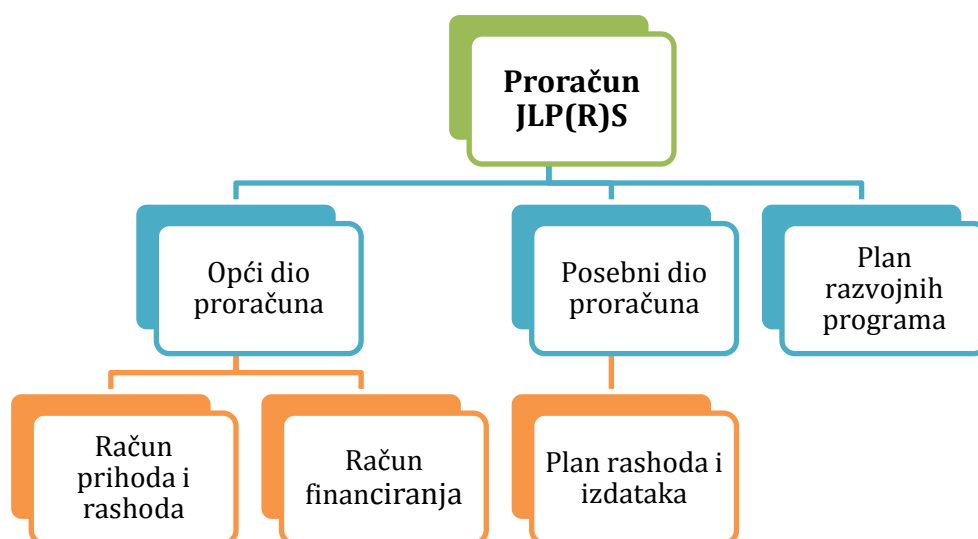 Proračun
JLP(R)S
Opći dio
proračuna
Posebni dio
proračuna
Plan
razvojnih
programa
Račun
prihoda i
rashoda
Račun
financiranja
Plan rashoda i
izdataka